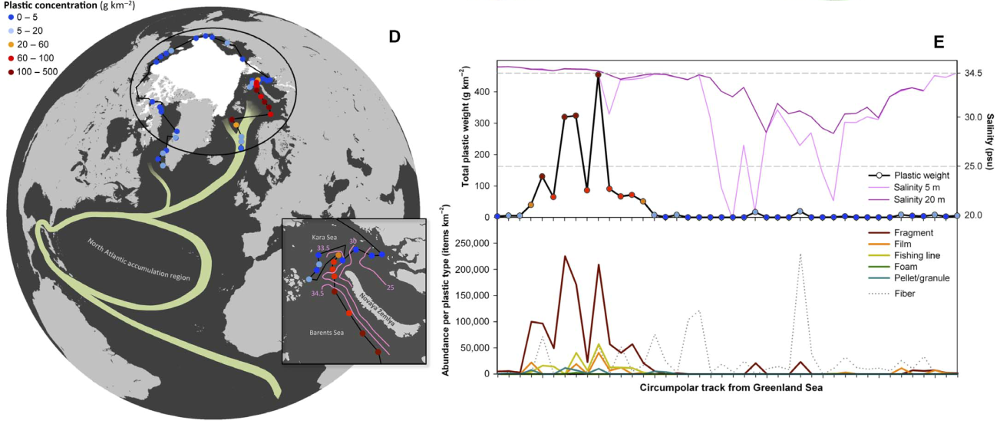 Plastic concentration (g km⁻²)
0 – 5
5 – 20
20 – 60
60 – 100
100 – 500
D
North Atlantic accumulation region
Kara Sea
33.5
30
25
34.5
Novaya Zemlya
Barents Sea
E
Total plastic weight (g km⁻²)
400
300
200
100
0
34.5
30.0
25.0
20.0
Salinity (psu)
Plastic weight
Salinity 5 m
Salinity 20 m
Abundance per plastic type (items km⁻²)
250,000
200,000
150,000
100,000
50,000
0
Fragment
Film
Fishing line
Foam
Pellet/granule
Fiber
Circumpolar track from Greenland Sea